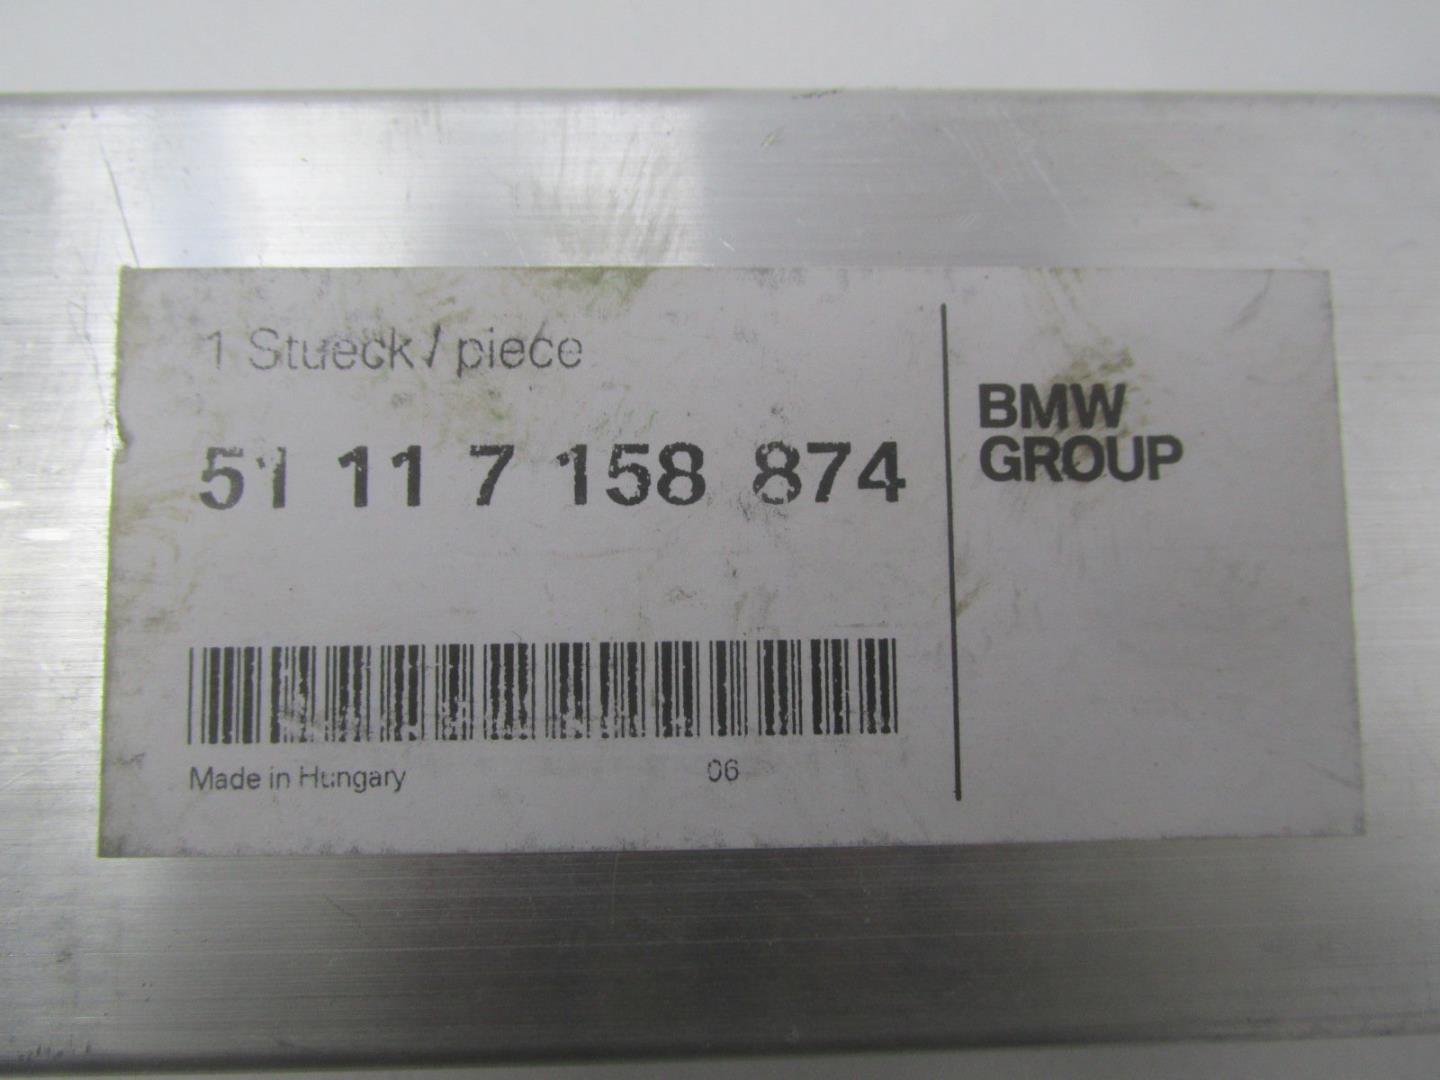 1 Stueck / piece
51 11 7 158 874
BMW
GROUP
Made in Hungary
06